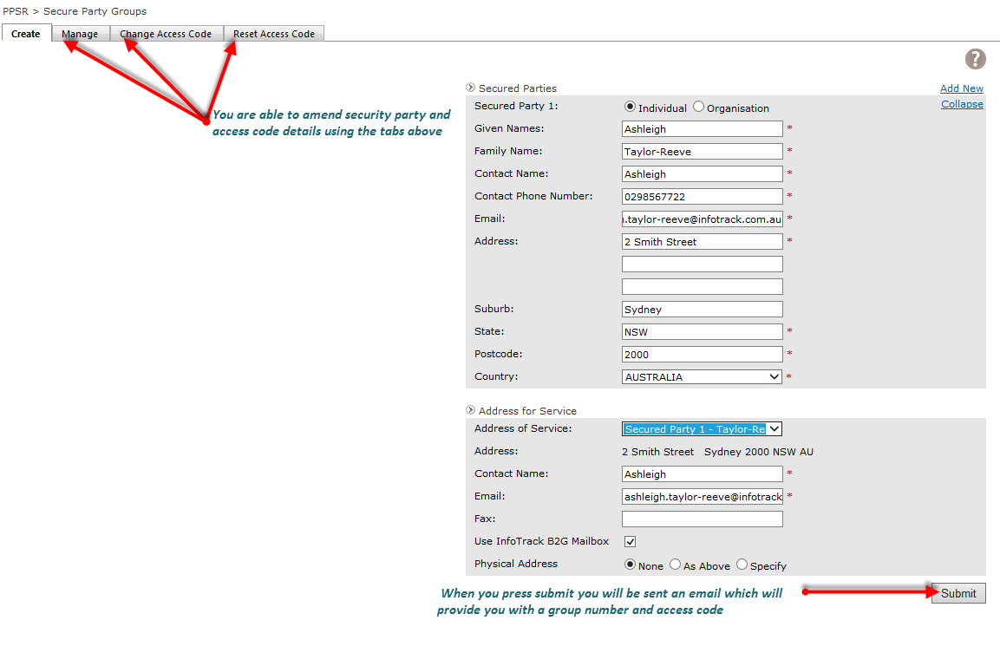 PPSR > Secure Party Groups
Create Manage Change Access Code Reset Access Code
?
You are able to amend security party and
access code details using the tabs above
Secured Parties Add New
Secured Party 1: Individual Organisation Collapse
Given Names: Ashleigh *
Family Name: Taylor-Reeve *
Contact Name: Ashleigh *
Contact Phone Number: 0298567722 *
Email: .taylor-reeve@infotrack.com.au *
Address: 2 Smith Street *
Suburb: Sydney
State: NSW *
Postcode: 2000 *
Country: AUSTRALIA *
Address for Service
Address of Service: Secured Party 1 - Taylor-Re
Address: 2 Smith Street Sydney 2000 NSW AU
Contact Name: Ashleigh *
Email: ashleigh.taylor-reeve@infotrack *
Fax:
Use InfoTrack B2G Mailbox
Physical Address None As Above Specify
When you press submit you will be sent an email which will
provide you with a group number and access code
Submit